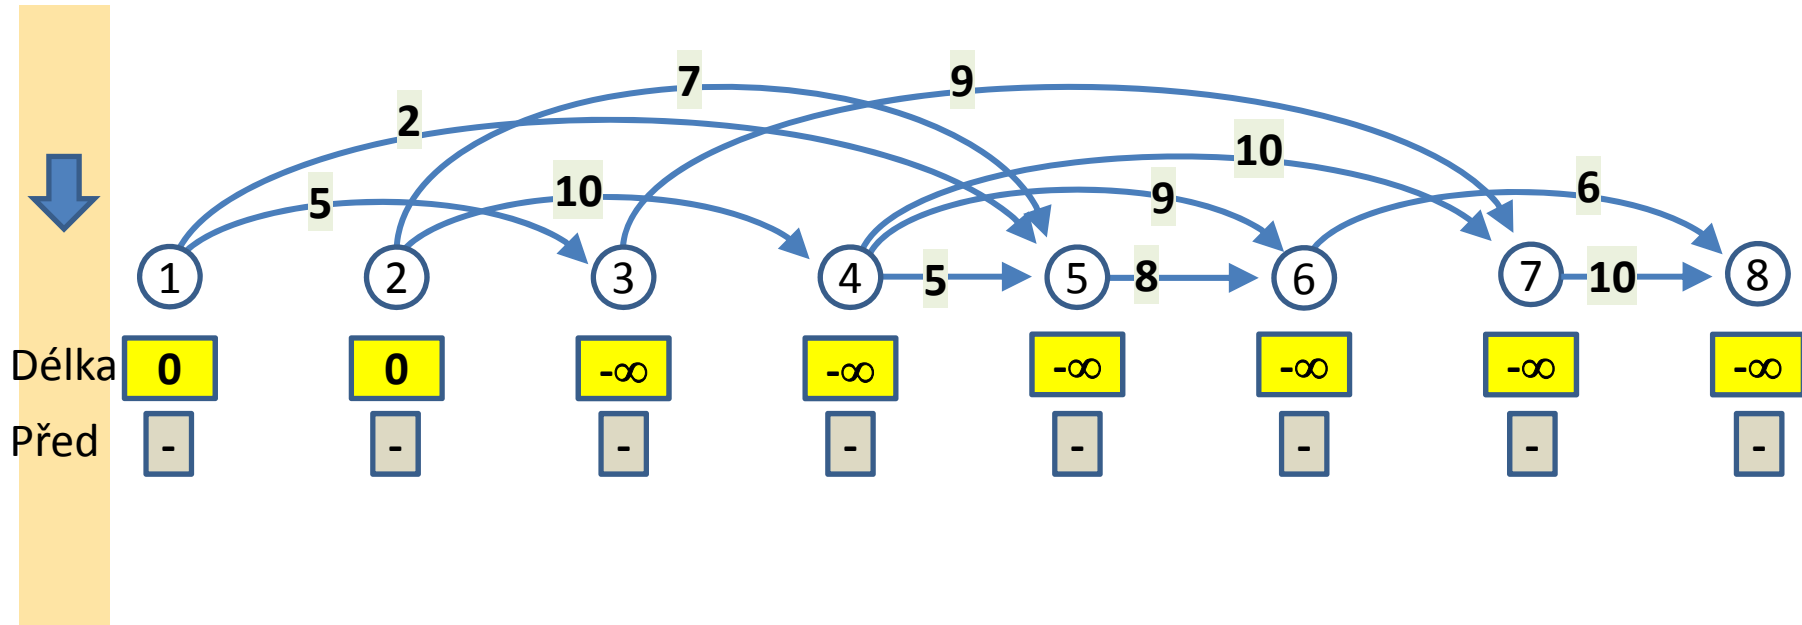 7 9
2
10
6
5 10 9
1 2 3 4 5 5 8 6 7 10 8
Délka 0 0 -∞ -∞ -∞ -∞ -∞ -∞
Před - - - - - - - -